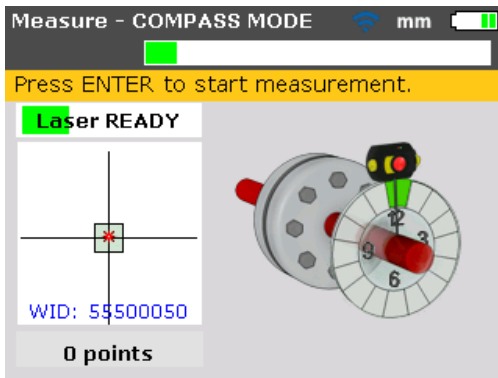 Measure - COMPASS MODE mm
Press ENTER to start measurement.
Laser READY
WID: 55500050
0 points
12
3
9
6